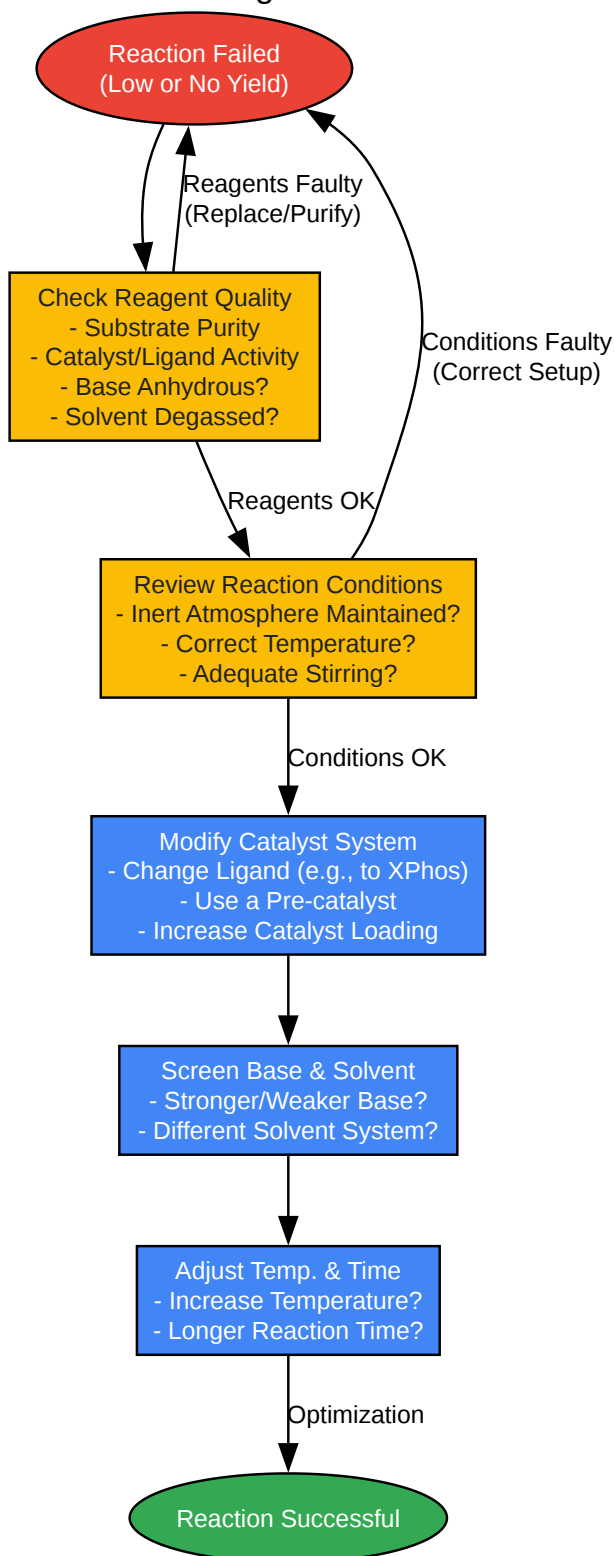 Reaction Failed
(Low or No Yield)
Reagents Faulty
(Replace/Purify)
Check Reagent Quality
- Substrate Purity
- Catalyst/Ligand Activity
- Base Anhydrous?
- Solvent Degassed?
Conditions Faulty
(Correct Setup)
Reagents OK
Review Reaction Conditions
- Inert Atmosphere Maintained?
- Correct Temperature?
- Adequate Stirring?
Conditions OK
Modify Catalyst System
- Change Ligand (e.g., to XPhos)
- Use a Pre-catalyst
- Increase Catalyst Loading
Screen Base & Solvent
- Stronger/Weaker Base?
- Different Solvent System?
Adjust Temp. & Time
- Increase Temperature?
- Longer Reaction Time?
Optimization
Reaction Successful